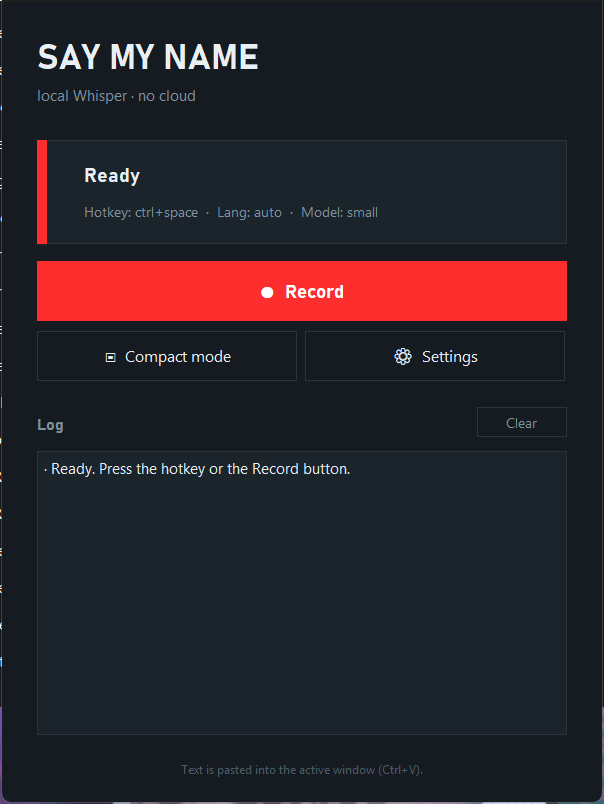 SAY MY NAME
local Whisper · no cloud
Ready
Hotkey: ctrl+space · Lang: auto · Model: small
Record
Compact mode
Settings
Log
Clear
· Ready. Press the hotkey or the Record button.
Text is pasted into the active window (Ctrl+V).